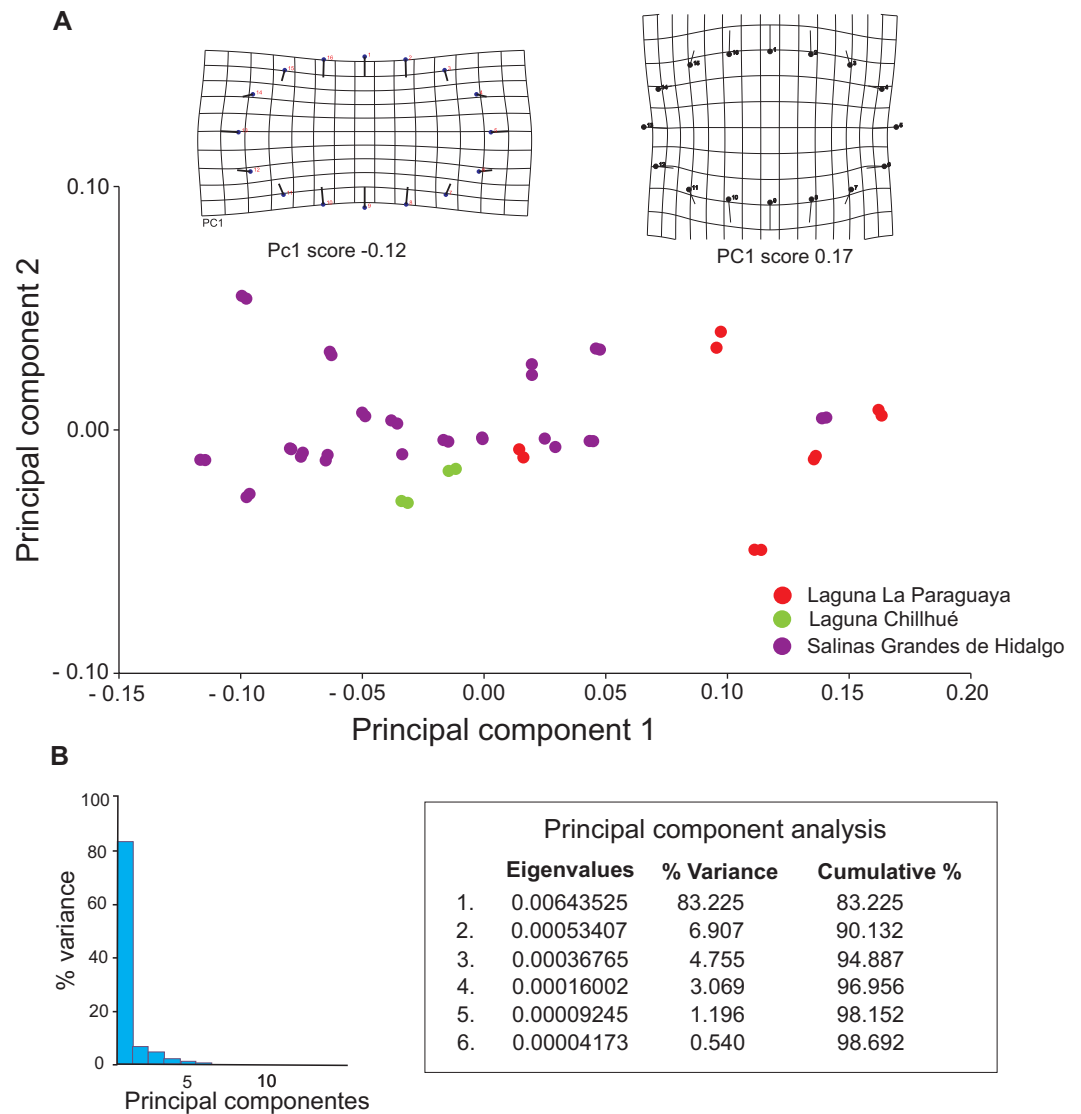 A
PC1
Pc1 score -0.12
PC1 score 0.17
Principal component 2
0.10
0.00
- 0.10
- 0.15
- 0.10
- 0.05
0.00
0.05
0.10
0.15
0.20
Principal component 1
Laguna La Paraguaya
Laguna Chillhué
Salinas Grandes de Hidalgo
B
% variance
100
80
60
40
20
0
5
10
Principal componentes
Principal component analysis
Eigenvalues % Variance Cumulative %
1. 0.00643525 83.225 83.225
2. 0.00053407 6.907 90.132
3. 0.00036765 4.755 94.887
4. 0.00016002 3.069 96.956
5. 0.00009245 1.196 98.152
6. 0.00004173 0.540 98.692